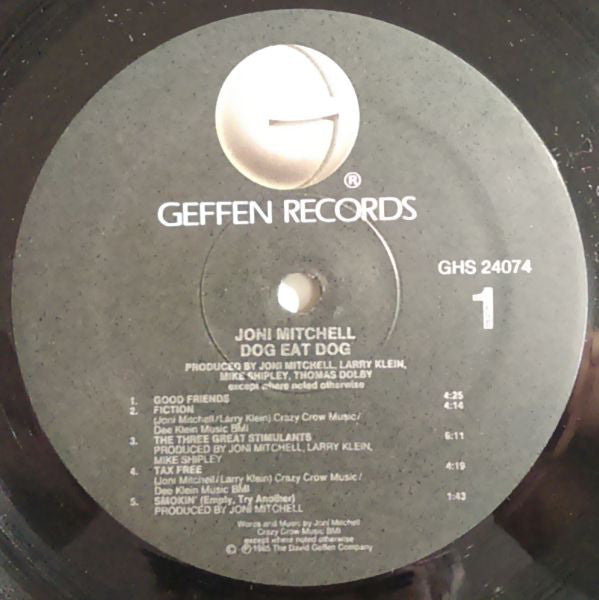 ®
GEFFEN RECORDS
GHS 24074
1
JONI MITCHELL
DOG EAT DOG
PRODUCED BY JONI MITCHELL, LARRY KLEIN,
MIKE SHIPLEY, THOMAS DOLBY
except where noted otherwise
1. GOOD FRIENDS 4:25
2. FICTION 4:14
(Joni Mitchell/Larry Klein) Crazy Crow Music/
Dee Klein Music BMI
3. THE THREE GREAT STIMULANTS 6:11
PRODUCED BY JONI MITCHELL, LARRY KLEIN,
MIKE SHIPLEY
4. TAX FREE 4:19
(Joni Mitchell/Larry Klein) Crazy Crow Music/
Dee Klein Music BMI
5. SMOKIN' (Empty, Try Another) 1:43
PRODUCED BY JONI MITCHELL
Words and Music by Joni Mitchell
Crazy Crow Music BMI
except where noted otherwise
© ℗ 1985 The David Geffen Company